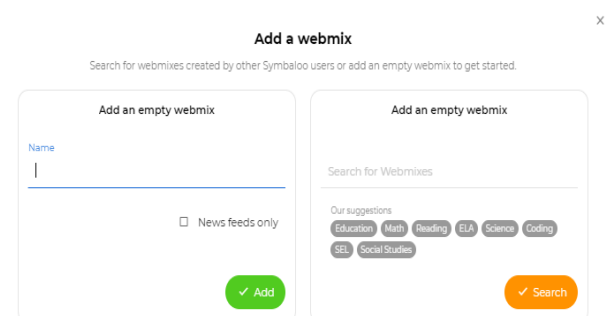 X
Add a webmix
Search for webmixes created by other Symbaloo users or add an empty webmix to get started.
Add an empty webmix
Name
News feeds only
Add
Add an empty webmix
Search for Webmixes
Our suggestions
Education Math Reading ELA Science Coding
SEL Social Studies
Search